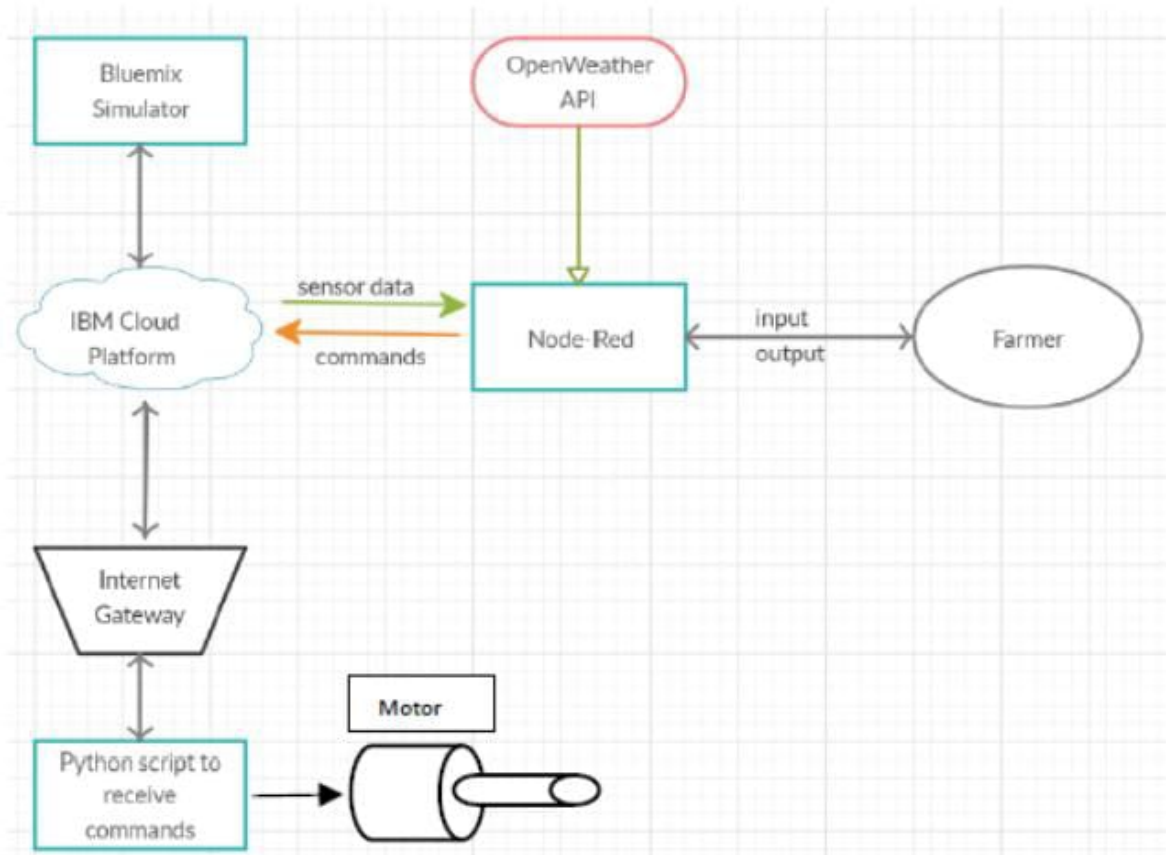 Bluemix
Simulator
OpenWeather
API
IBM Cloud
Platform
sensor data
commands
Node-Red
input
output
Farmer
Internet
Gateway
Motor
Python script to
receive
commands